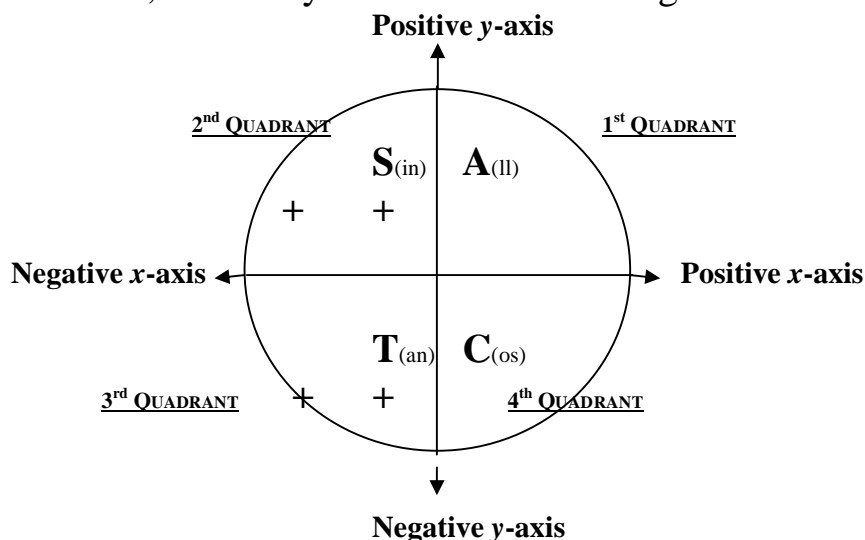 Positive y-axis
2nd QUADRANT
1st QUADRANT
S(in) A(ll)
+ +
Negative x-axis
Positive x-axis
T(an) C(os)
3rd QUADRANT
+ +
4th QUADRANT
Negative y-axis